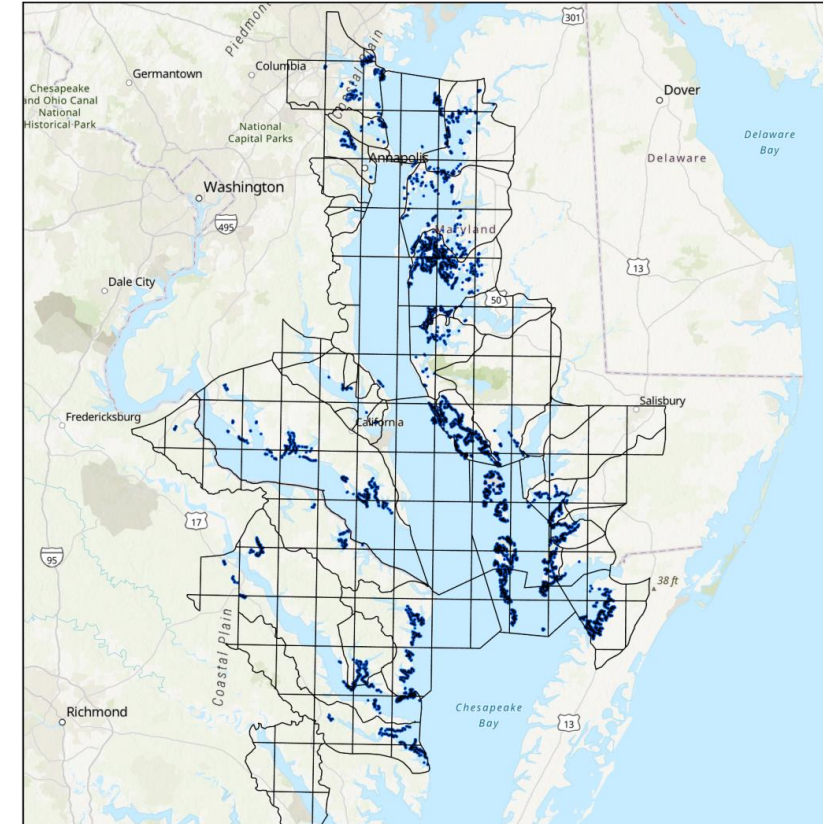 Piedmont
301
Columbia
Germantown
Coastal Plain
Dover
Chesapeake
and Ohio Canal
National
Historical Park
National
Capital Parks
Delaware
Bay
Annapolis
Delaware
Washington
495
Maryland
13
Dale City
50
Salisbury
Fredericksburg
California
17
95
38 ft
Coastal Plain
Richmond
Chesapeake
Bay
13